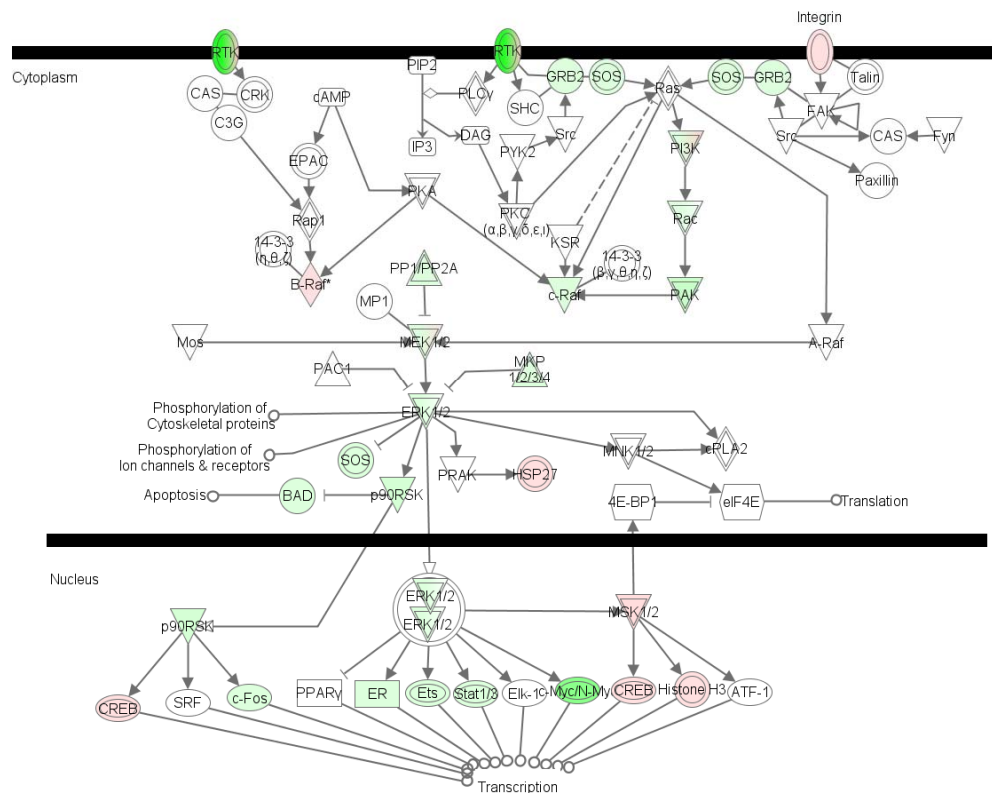 Integrin
RTK
RTK
Cytoplasm
PIP2
GRB2
SOS
SOS
GRB2
Talin
CAS
CRK
cAMP
PLCγ
Ras
FAK
C3G
SHC
DAG
IP3
Src
Src
CAS
Fyn
EPAC
PYK2
PI3K
Paxillin
PKA
Rap1
PKC
(α,β,γ,δ,ε,ι)
Rac
KSR
14-3-3
(η,θ,ζ)
14-3-3
(β,γ,θ,η,ζ)
PP1/PP2A
B-Raf*
c-Raf
PAK
MP1
Mos
MEK1/2
A-Raf
PAC1
MKP
1/2/3/4
ERK1/2
Phosphorylation of
Cytoskeletal proteins
Phosphorylation of
Ion channels & receptors
SOS
MNK1/2
cPLA2
PRAK
HSP27
Apoptosis
BAD
p90RSK
4E-BP1
eIF4E
Translation
Nucleus
ERK1/2
ERK1/2
MSK1/2
p90RSK
CREB
SRF
c-Fos
PPARγ
ER
Ets
Stat1/3
Elk-1
c-Myc/N-My
CREB
Histone H3
ATF-1
Transcription